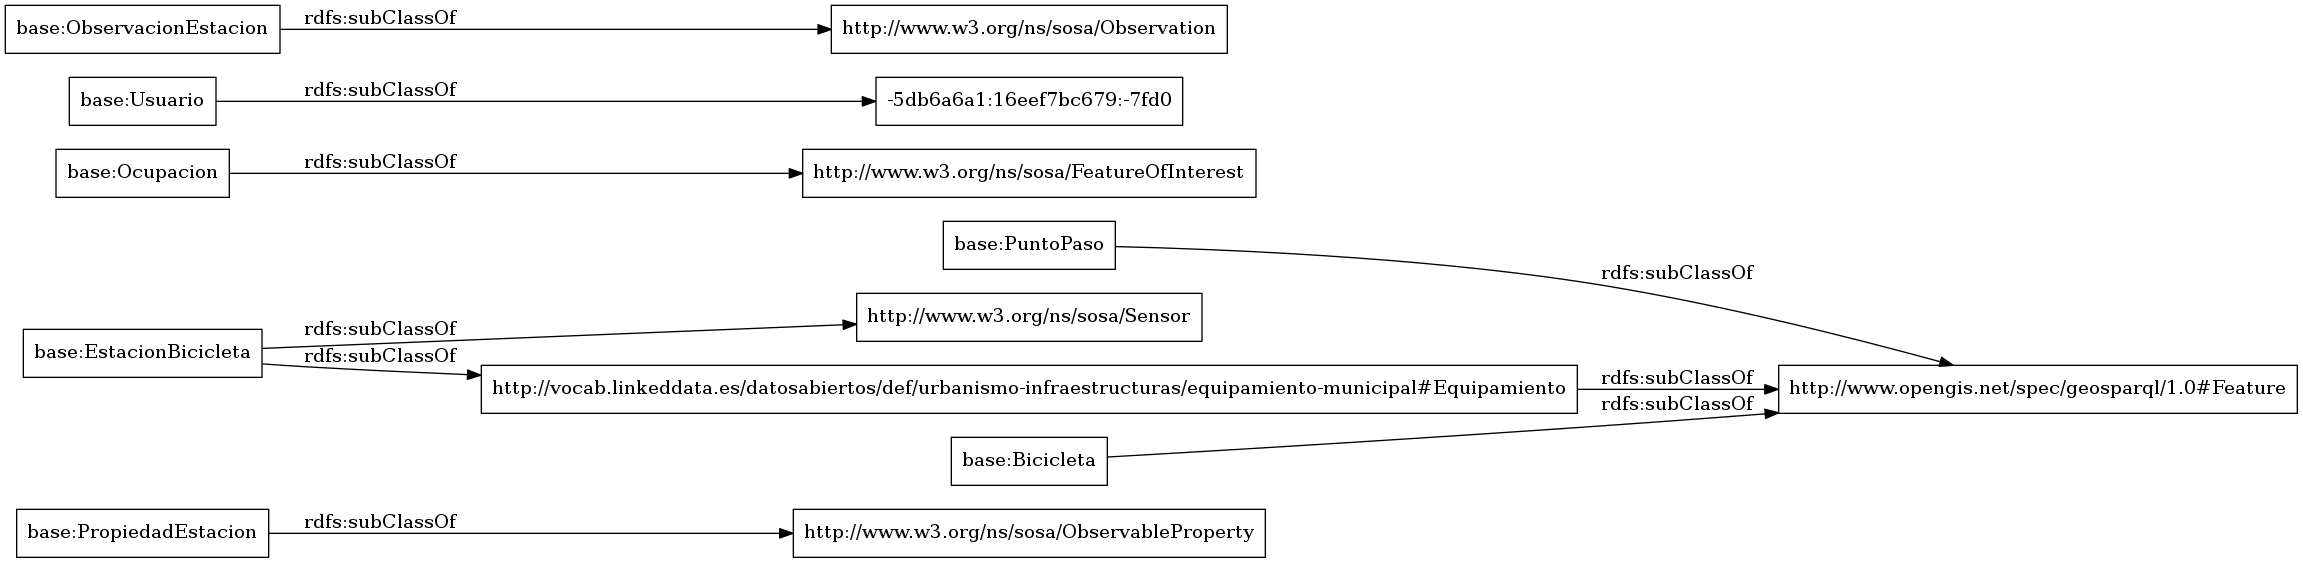 base:ObservacionEstacion
rdfs:subClassOf
http://www.w3.org/ns/sosa/Observation
base:Usuario
rdfs:subClassOf
-5db6a6a1:16eef7bc679:-7fd0
base:Ocupacion
rdfs:subClassOf
http://www.w3.org/ns/sosa/FeatureOfInterest
base:PuntoPaso
rdfs:subClassOf
base:EstacionBicicleta
rdfs:subClassOf
http://www.w3.org/ns/sosa/Sensor
rdfs:subClassOf
http://vocab.linkeddata.es/datosabiertos/def/urbanismo-infraestructuras/equipamiento-municipal#Equipamiento
rdfs:subClassOf
http://www.opengis.net/spec/geosparql/1.0#Feature
rdfs:subClassOf
base:Bicicleta
base:PropiedadEstacion
rdfs:subClassOf
http://www.w3.org/ns/sosa/ObservableProperty